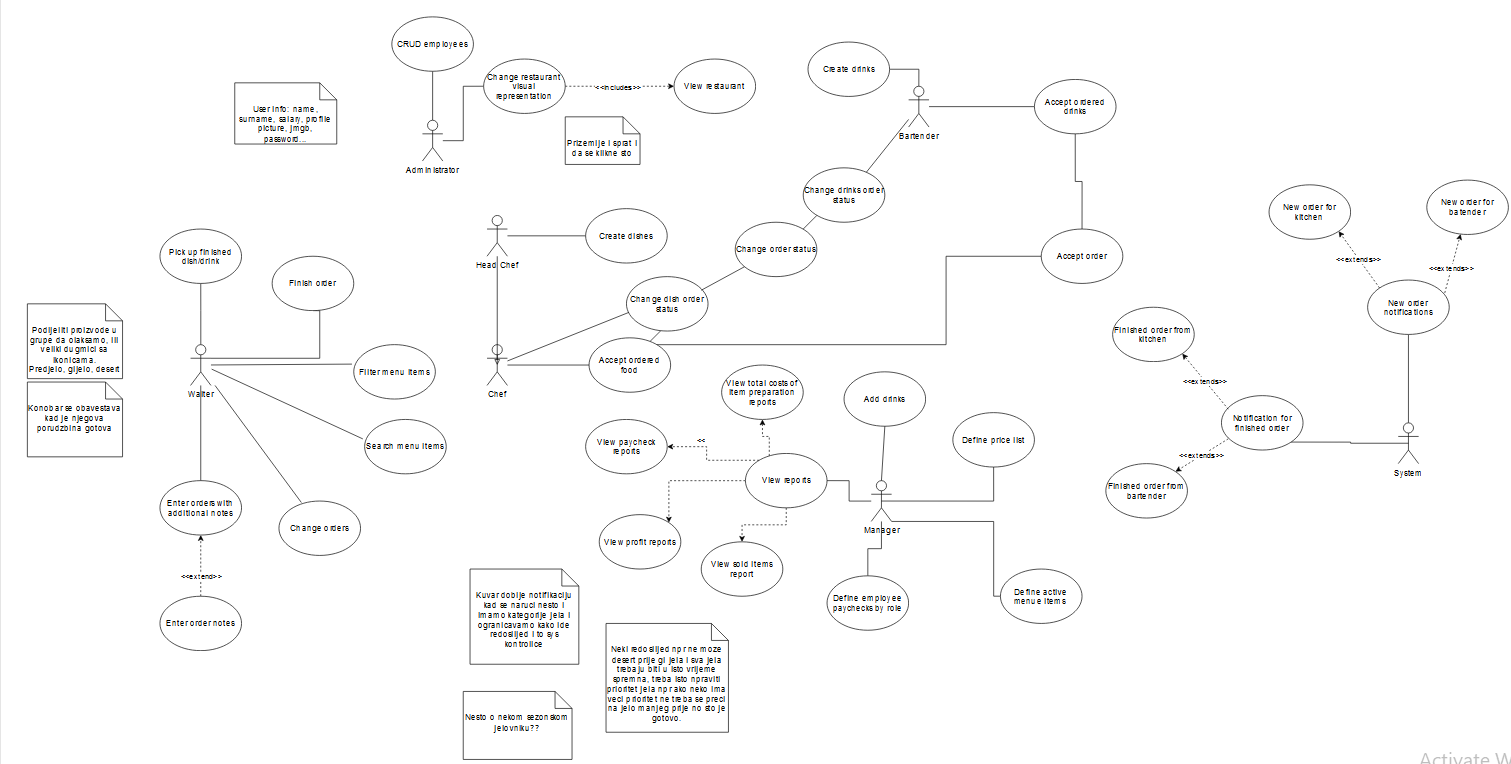 CRUD employees
Change restaurant
visual
representation
<<includes>>
View restaurant
User info: name,
surname, salary, profile
picture, jmgb,
password...
Prizemlje i sprat i
da se klikne sto
Administrator
Create drinks
Bartender
Accept ordered
drinks
Change drinks order
status
Change order status
Accept order
Head Chef
Create dishes
Change dish order
status
Accept ordered
food
Chef
Pick up finished
dish/drink
Finish order
Filter menu items
Search menu items
Waiter
Enter orders with
additional notes
Change orders
<<extend>>
Enter order notes
Podijeliti proizvode u
grupe da olaksamo, ili
veliki dugmici sa
ikonicama.
Predjelo, gljelo, desert
Konobar se obavestava
kad je njegova
porudzbina gotova
View total costs of
item preparation
reports
View paycheck
reports
<<
View reports
View profit reports
View sold items
report
Add drinks
Define price list
Manager
Define employee
paychecks by role
Define active
menue items
New order for
kitchen
New order for
batender
<<extends>>
<<extends>>
New order
notifications
Finished order from
kitchen
<<extends>>
Notification for
finished order
<<extends>>
Finished order from
bartender
System
Kuvar dobije notifikaciju
kad se naruci nesto i
imamo kategorije jela i
ogranicavamo kako ide
redoslijed i to sys
kontrolice
Neki redoslijed npr ne moze
desert prije gl jela i sva jela
trebaju biti u isto vrijeme
spremna, treba isto npraviti
prioritet jela npr ako neko ima
veci prioritet ne treba se preci
na jelo manjeg prije no sto je
gotovo.
Nesto o nekom sezonskom
jelovniku??
Activate W